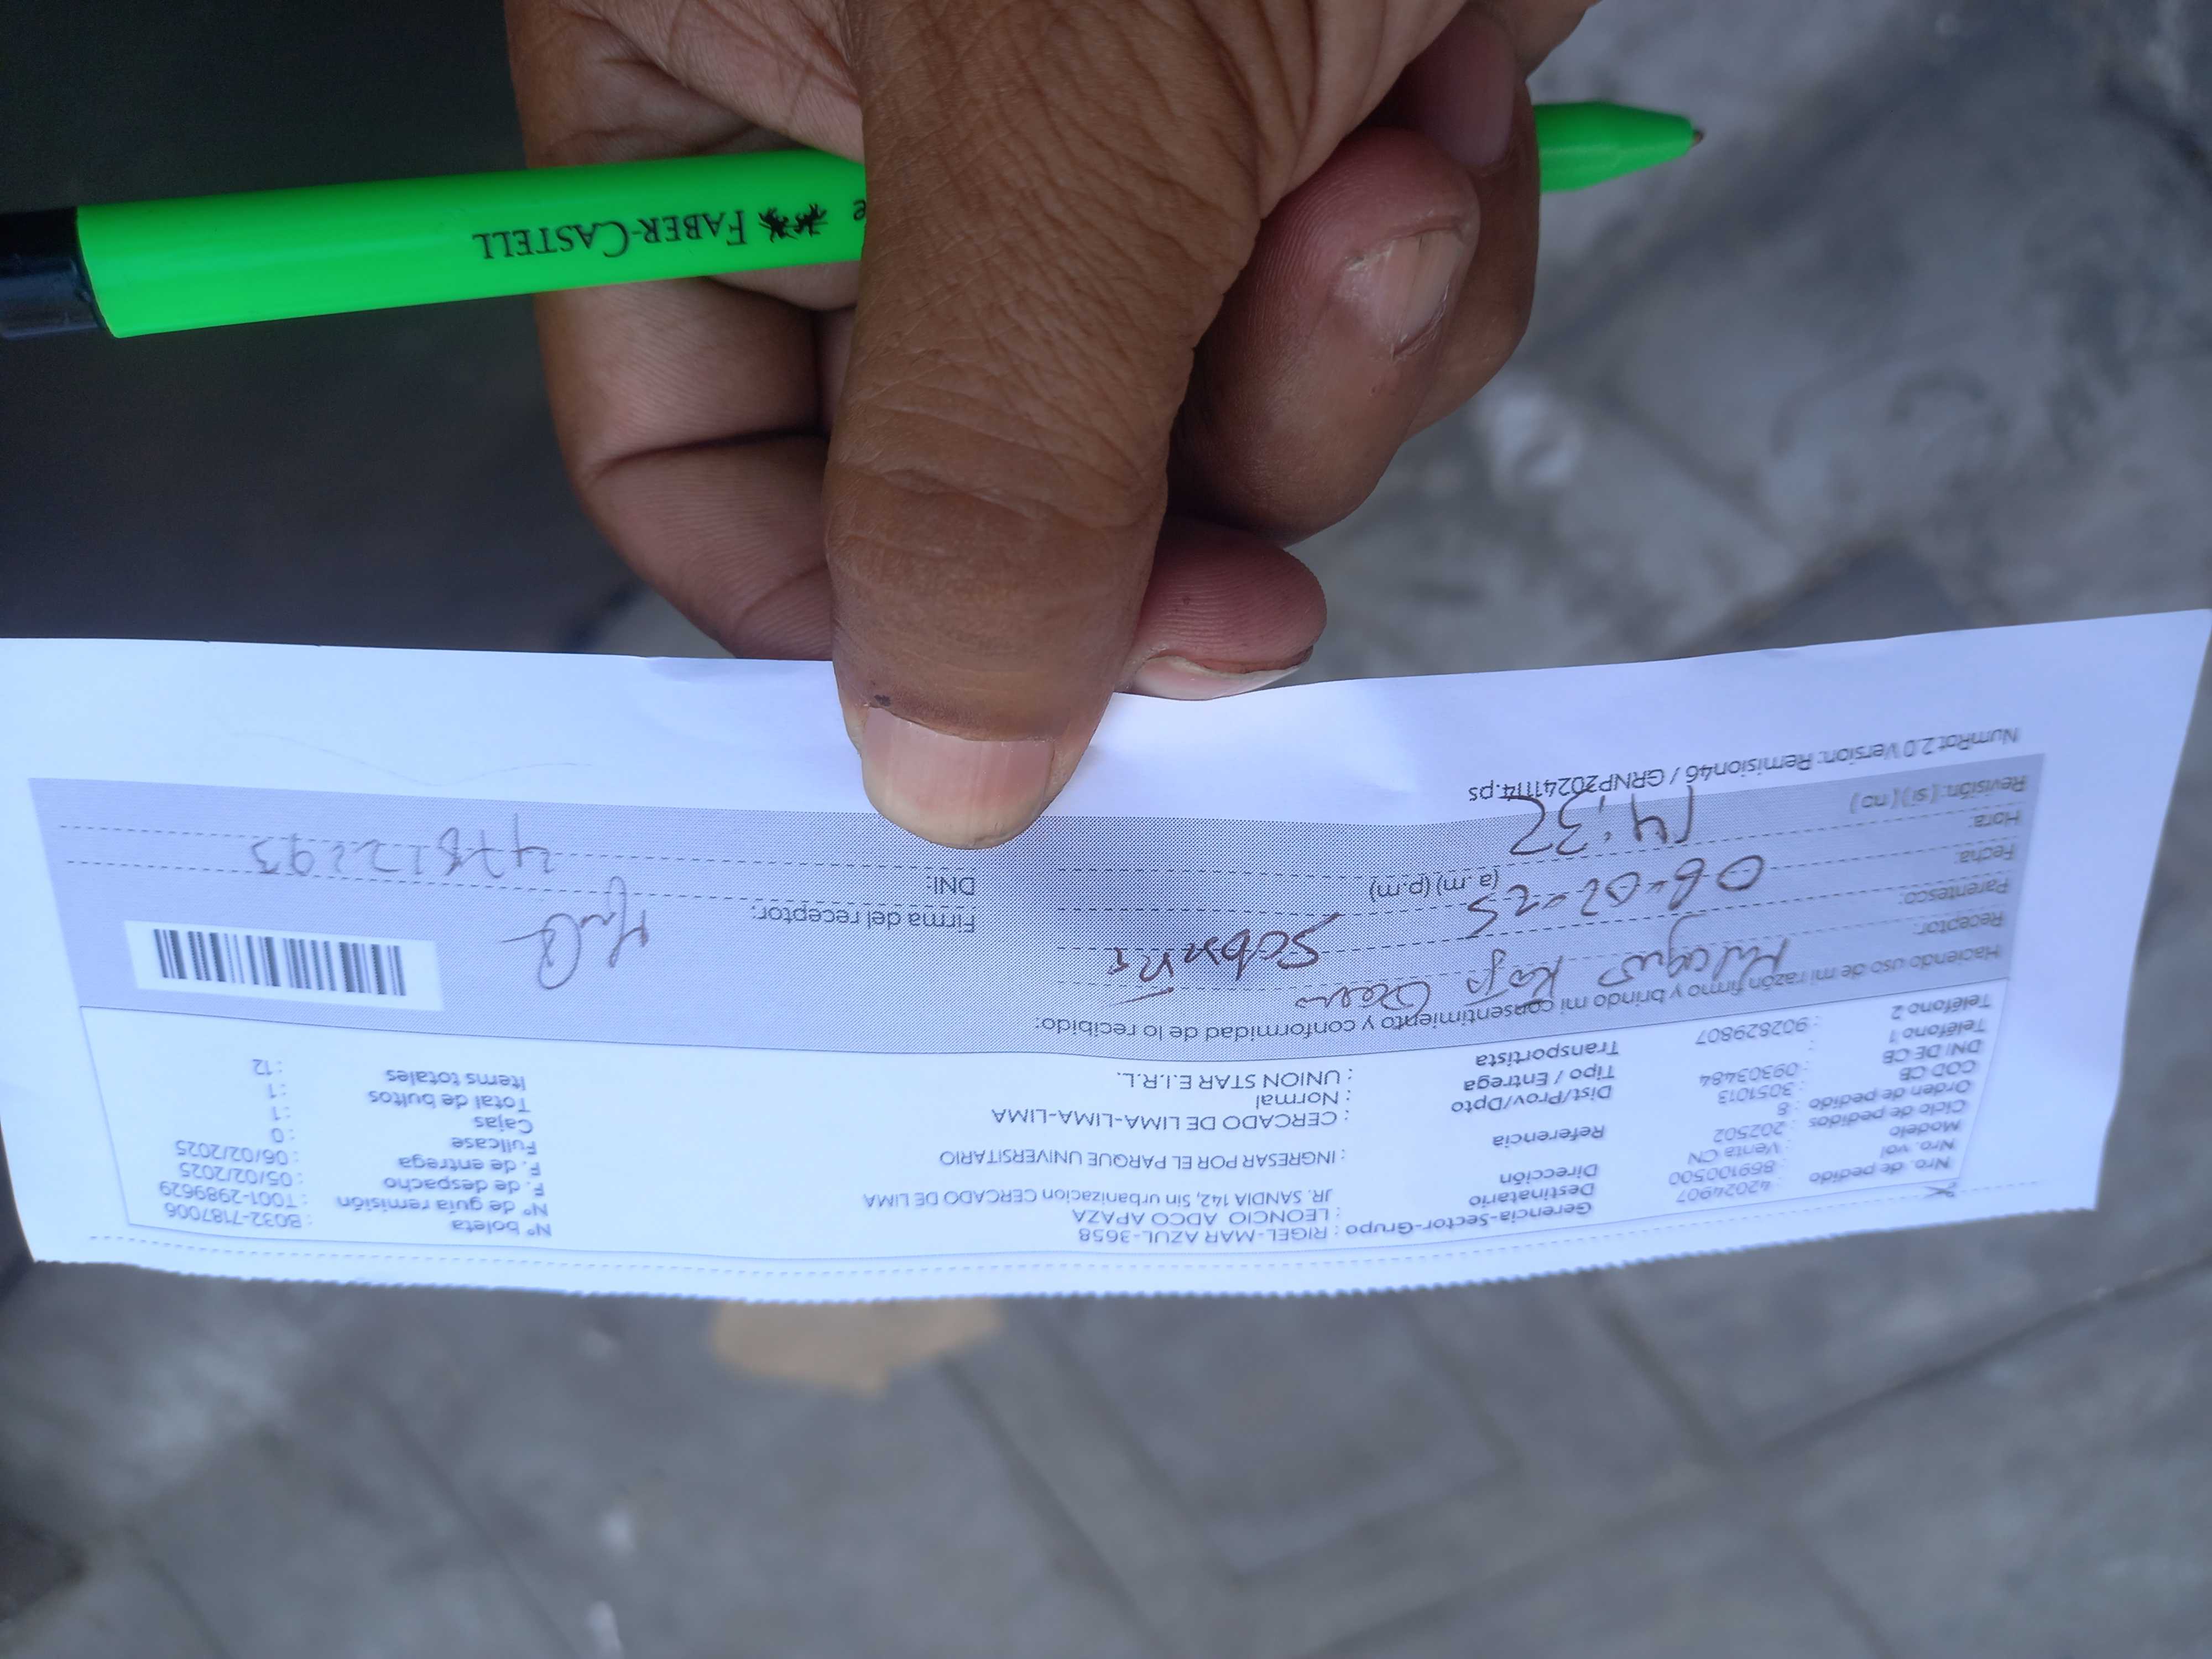 Nro. de pedido : 42024907
Nro. vol : 869100500
Modelo : Venta CN
Ciclo de pedidos : 202502
Orden de pedido : 8
COD CB : 3051013
DNI DE CB : 09303484
Teléfono 1 :
Teléfono 2 : 902829807
Gerencia-Sector-Grupo : RIGEL-MAR AZUL-3658
Destinatario : LEONCIO ADCO APAZA
Dirección JR. SANDIA 142, Sin urbanizacion CERCADO DE LIMA
: INGRESAR POR EL PARQUE UNIVERSITARIO
Referencia
Dist/Prov/Dpto : CERCADO DE LIMA-LIMA-LIMA
Tipo / Entrega : Normal
Transportista : UNION STAR E.I.R.L.
Nº boleta : B032-7187006
Nº de guía remisión : T001-2989629
F. de despacho : 05/02/2025
F. de entrega : 06/02/2025
Fullcase : 0
Cajas : 1
Total de bultos : 1
Items totales : 12
Haciendo uso de mi razón firmo y brindo mi consentimiento y conformidad de lo recibido:
Receptor:
Parentesco:
Fecha: 06-02-25
Hora: 14:32 (a.m) (p.m)
Revisión: ( si ) ( no )
Firma del receptor:
DNI:
NumRot 2.0 Version: Remision46 / GRNP20241114.ps
FABER-CASTELL